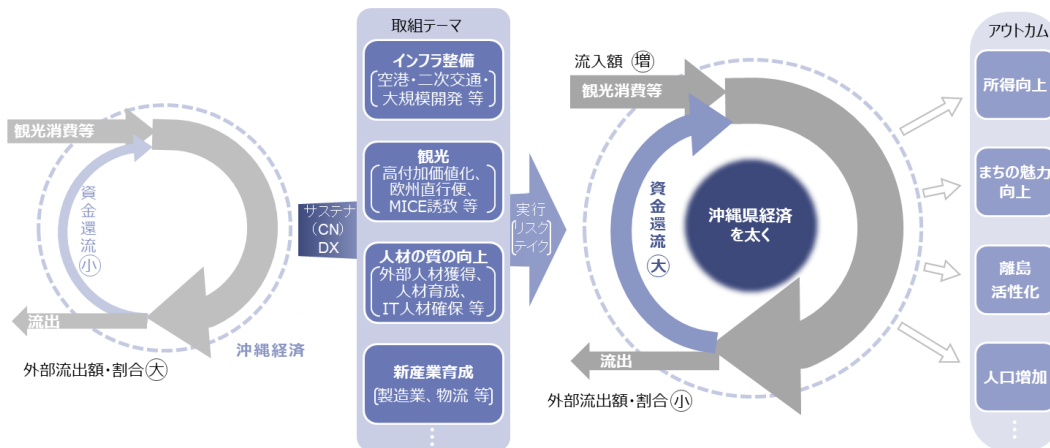 観光消費等
資金還流
小
流出
外部流出額・割合 大
沖縄経済
サステナ
(CN)
DX
取組テーマ
インフラ整備
空港・二次交通・
大規模開発 等
観光
高付加価値化、
欧州直行便、
MICE誘致 等
人材の質の向上
外部人材獲得、
人材育成、
IT人材確保 等
新産業育成
製造業、物流 等
⋮
実行
リスク
テイク
流入額 増
観光消費等
資金還流
大
沖縄県経済
を太く
流出
外部流出額・割合 小
アウトカム
所得向上
まちの魅力
向上
離島
活性化
人口増加
⋮